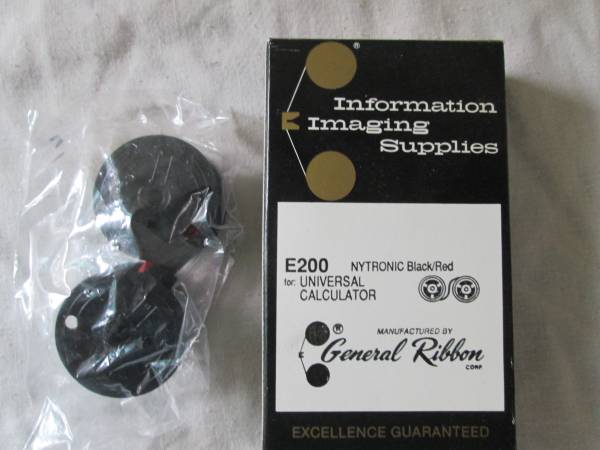 ®
Information
Imaging
Supplies
E200 NYTRONIC Black/Red
for: UNIVERSAL
CALCULATOR
®
MANUFACTURED BY
General Ribbon
CORP.
EXCELLENCE GUARANTEED